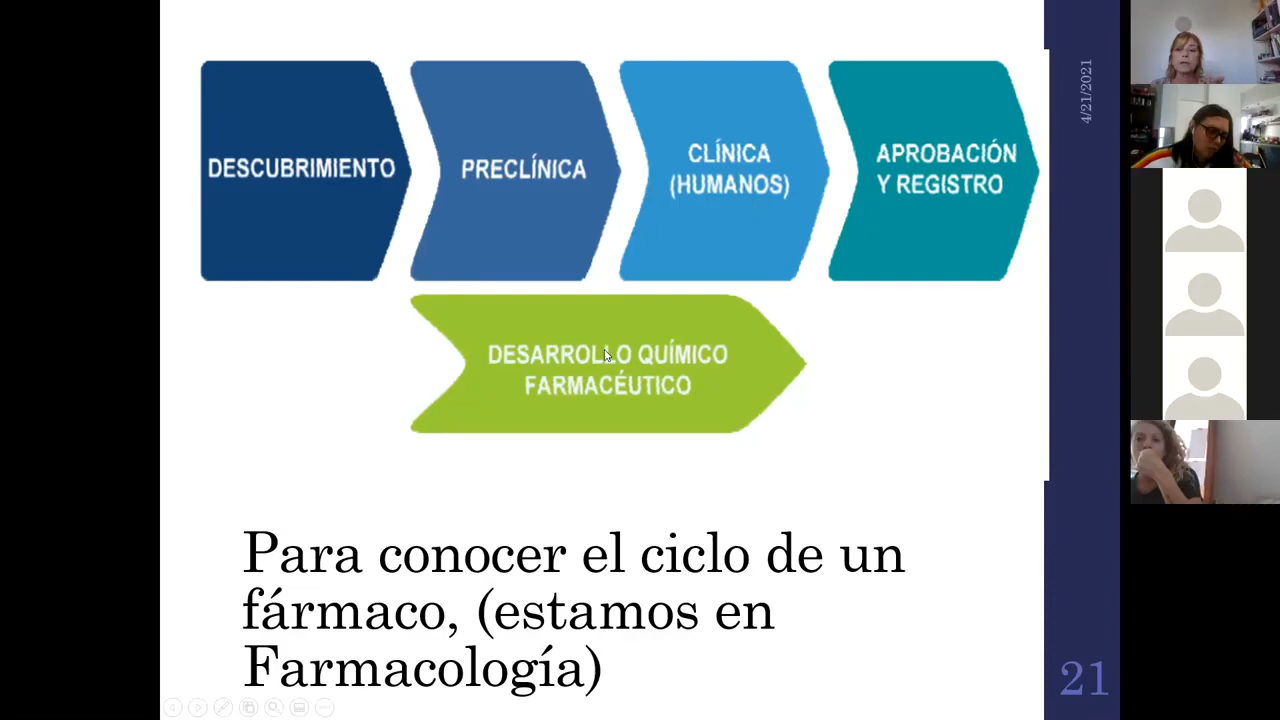 DESCUBRIMIENTO
PRECLÍNICA
CLÍNICA
(HUMANOS)
APROBACIÓN
Y REGISTRO
DESARROLLO QUÍMICO
FARMACÉUTICO
Para conocer el ciclo de un
fármaco, (estamos en
Farmacología)
4/21/2021
21